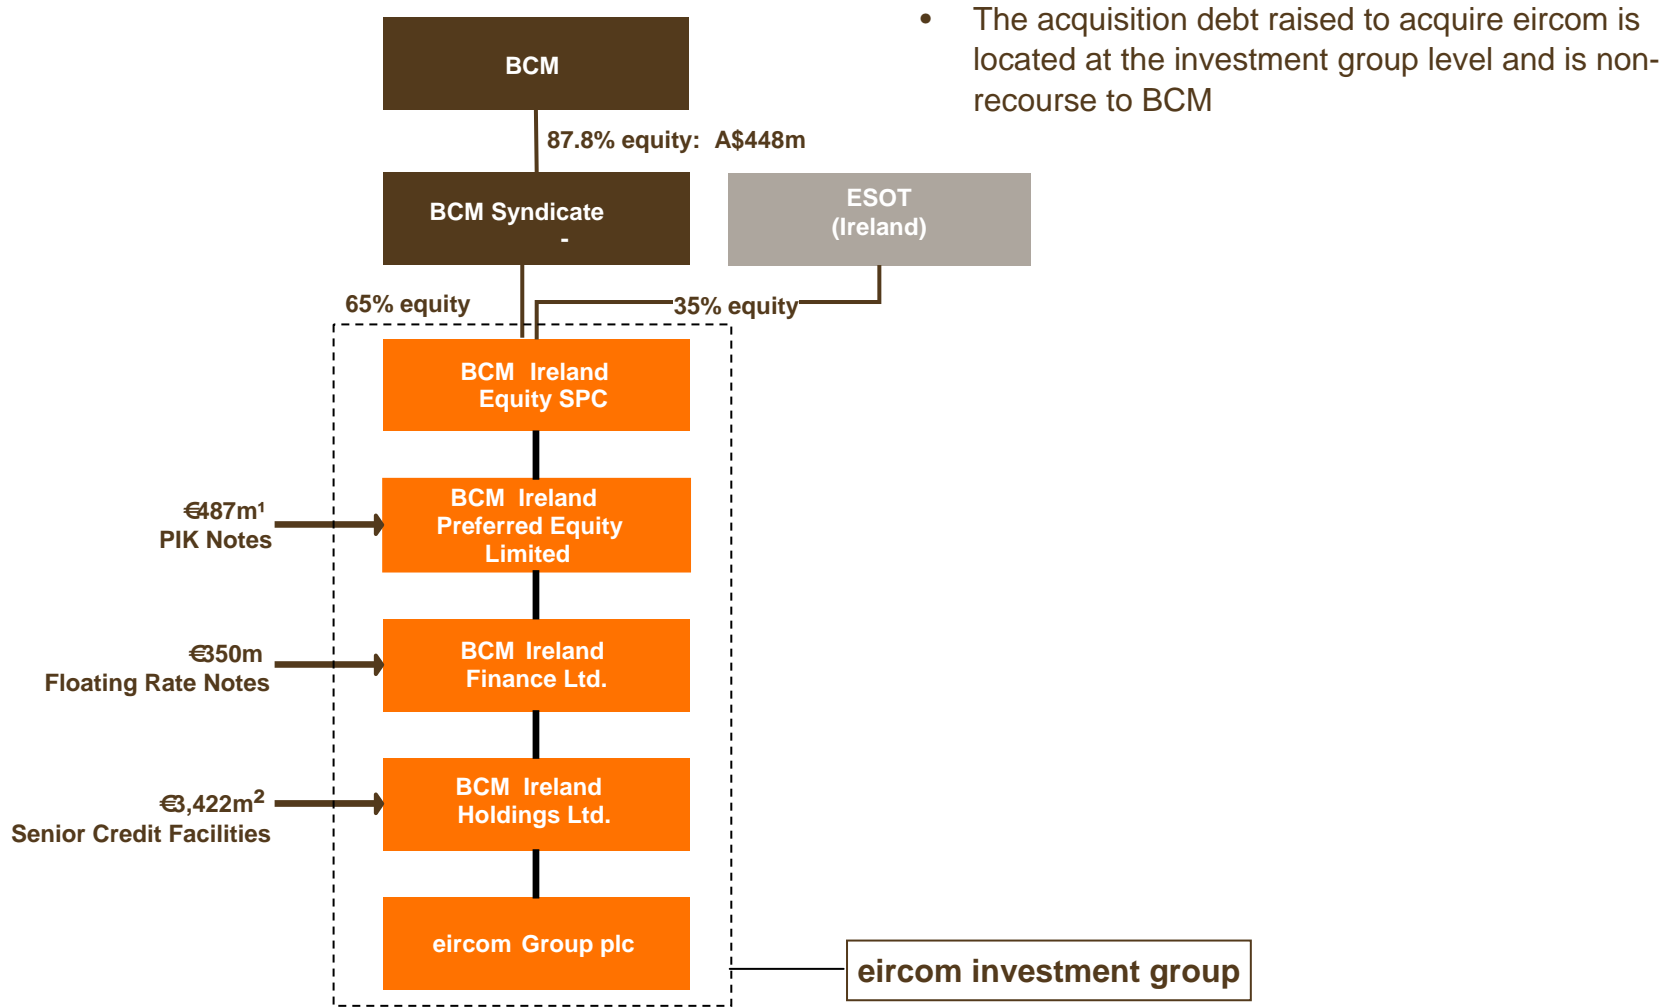 • The acquisition debt raised to acquire eircom is
located at the investment group level and is non-
recourse to BCM
BCM
87.8% equity: A$448m
BCM Syndicate
-
ESOT
(Ireland)
65% equity
35% equity
BCM Ireland
Equity SPC
€487m¹
PIK Notes
BCM Ireland
Preferred Equity
Limited
€350m
Floating Rate Notes
BCM Ireland
Finance Ltd.
€3,422m²
Senior Credit Facilities
BCM Ireland
Holdings Ltd.
eircom Group plc
eircom investment group